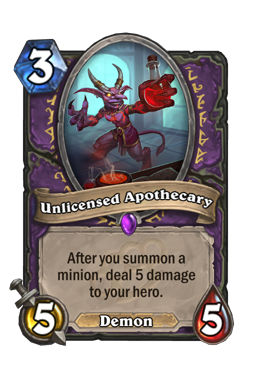 3
Unlicensed Apothecary
After you summon a
minion, deal 5 damage
to your hero.
5
Demon
5